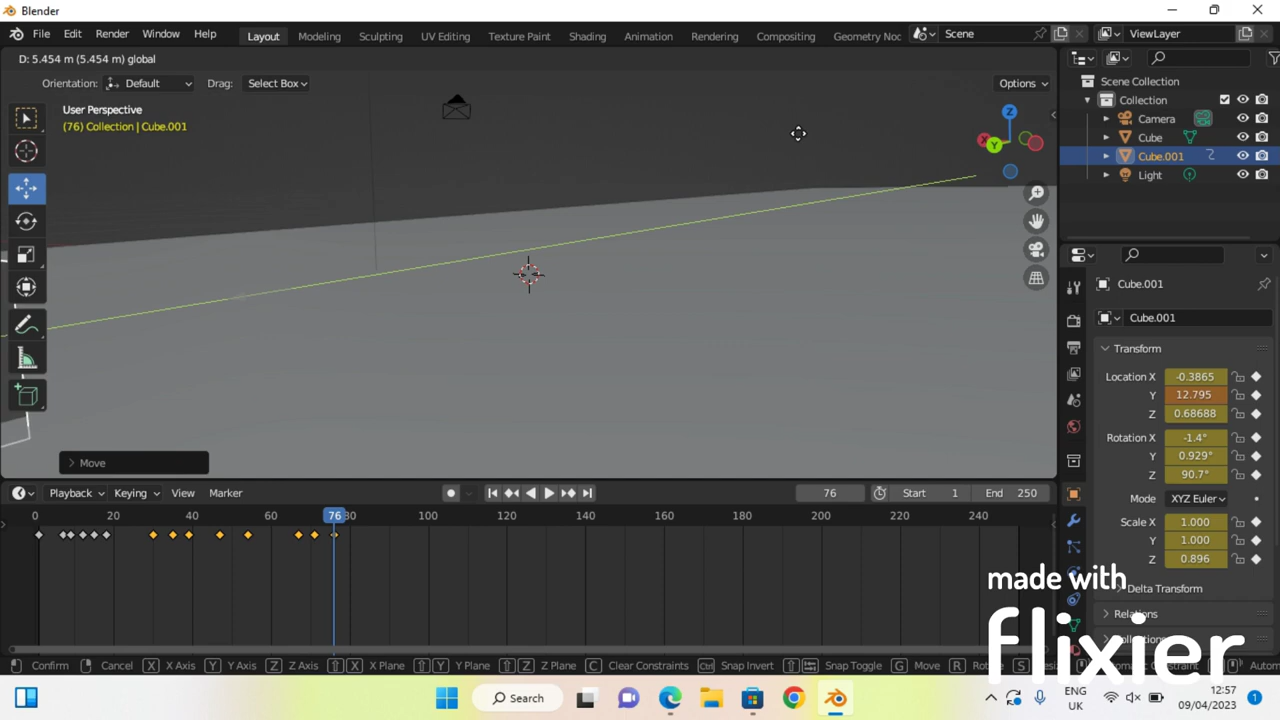 Blender
File Edit Render Window Help
Layout Modeling Sculpting UV Editing Texture Paint Shading Animation Rendering Compositing Geometry Noc
Scene
ViewLayer
D: 5.454 m (5.454 m) global
Orientation: Default Drag: Select Box
Options
User Perspective
(76) Collection | Cube.001
Z
X
Y
Scene Collection
Collection
Camera
Cube
Cube.001
Light
Cube.001
Cube.001
Transform
Location X -0.3865
Y 12.795
Z 0.68688
Rotation X -1.4°
Y 0.929°
Z 90.7°
Mode XYZ Euler
Scale X 1.000
Y 1.000
Z 0.896
Delta Transform
Relations
Move
Playback Keying View Marker
76 Start 1 End 250
0 20 40 60 76 80 100 120 140 160 180 200 220 240
made with
flixier
Confirm Cancel X X Axis Y Y Axis Z Z Axis X X Plane Y Y Plane Z Z Plane C Clear Constraints Ctrl Snap Invert Snap Toggle G Move R S
Search
ENG
UK
12:57
09/04/2023
1